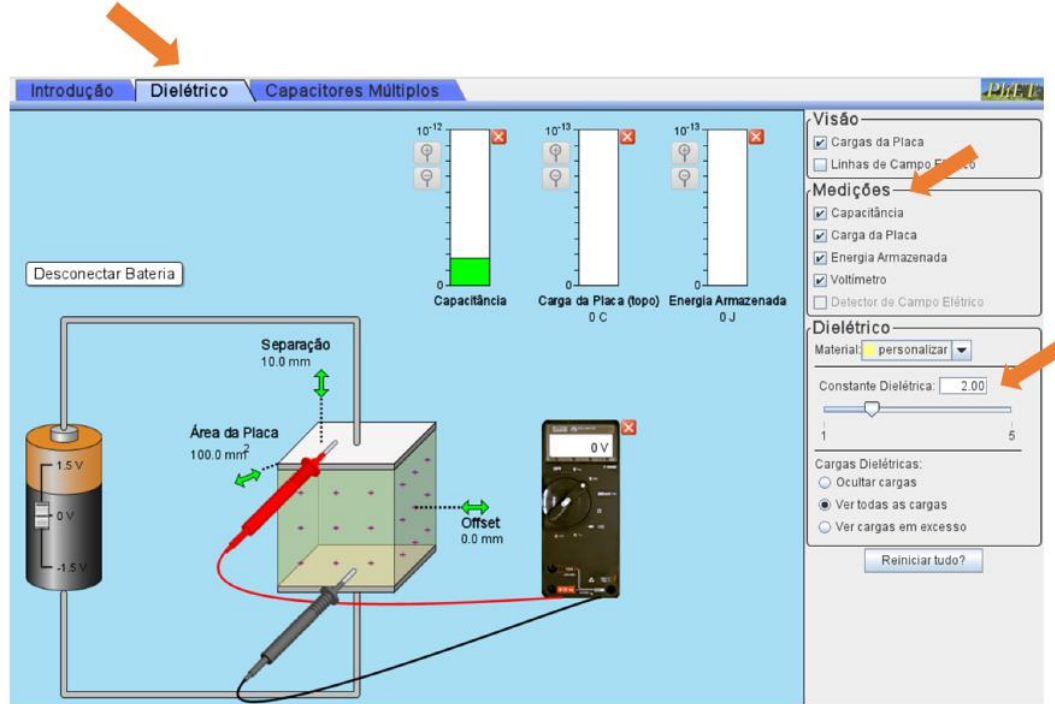 Introdução
Dielétrico
Capacitores Múltiplos
PhET
10-12
10-13
10-13
0
0
0
Capacitância
Carga da Placa (topo)
0 C
Energia Armazenada
0 J
Desconectar Bateria
Separação
10.0 mm
Área da Placa
100.0 mm2
Offset
0.0 mm
1.5 V
0 V
-1.5 V
0 V
Visão
Cargas da Placa
Linhas de Campo
Medições
Capacitância
Carga da Placa
Energia Armazenada
Voltímetro
Detector de Campo Elétrico
Dielétrico
Material: personalizar
Constante Dielétrica: 2.00
1 5
Cargas Dielétricas:
Ocultar cargas
Ver todas as cargas
Ver cargas em excesso
Reiniciar tudo?